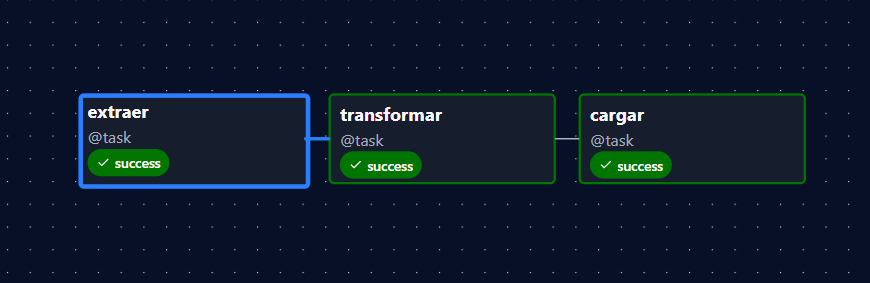 extraer
@task
success
transformar
@task
success
cargar
@task
success